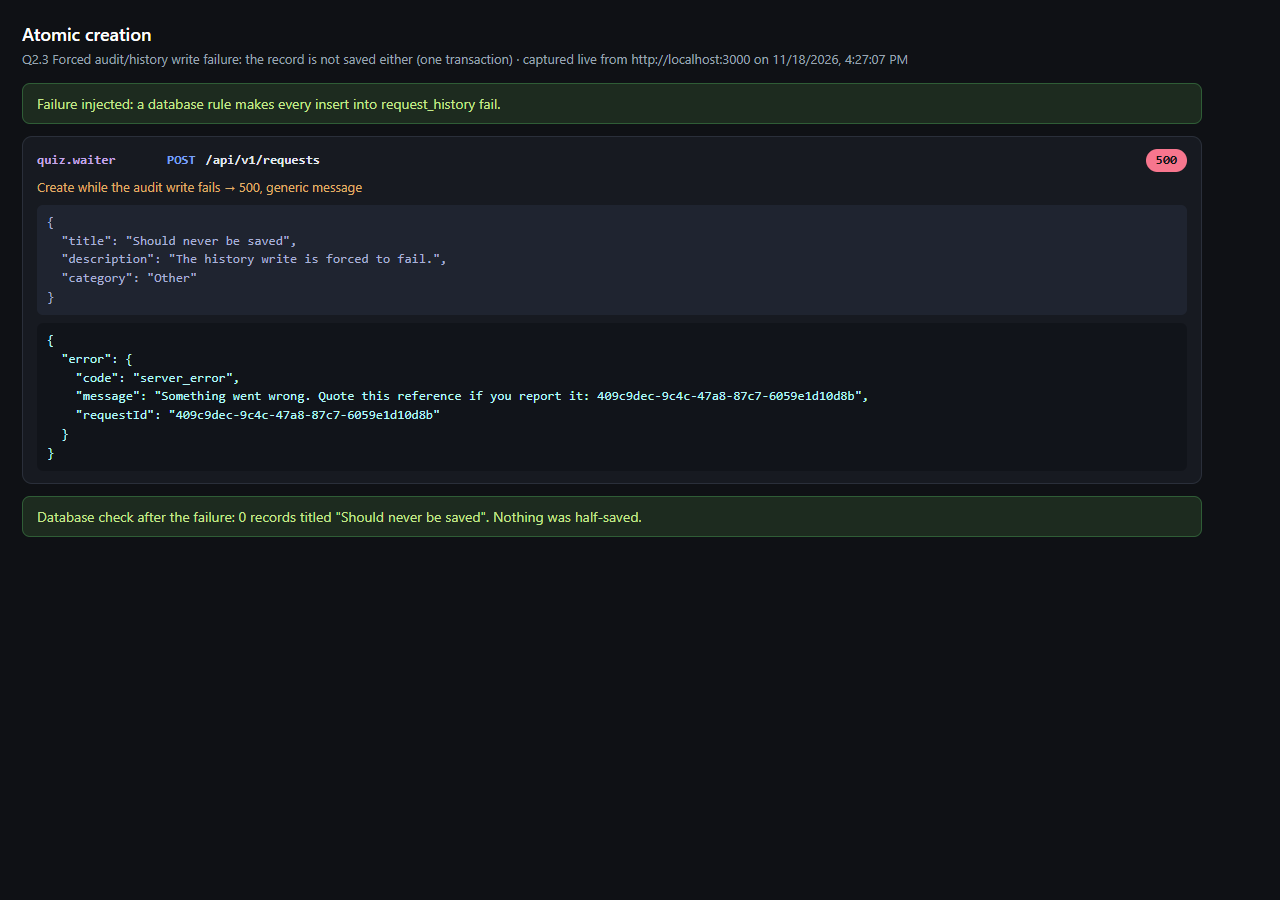 Atomic creation
Q2.3 Forced audit/history write failure: the record is not saved either (one transaction) · captured live from http://localhost:3000 on 11/18/2026, 4:27:07 PM
Failure injected: a database rule makes every insert into request_history fail.
quiz.waiter POST /api/v1/requests 500
Create while the audit write fails → 500, generic message
{
  "title": "Should never be saved",
  "description": "The history write is forced to fail.",
  "category": "Other"
}
{
  "error": {
    "code": "server_error",
    "message": "Something went wrong. Quote this reference if you report it: 409c9dec-9c4c-47a8-87c7-6059e1d10d8b",
    "requestId": "409c9dec-9c4c-47a8-87c7-6059e1d10d8b"
  }
}
Database check after the failure: 0 records titled "Should never be saved". Nothing was half-saved.